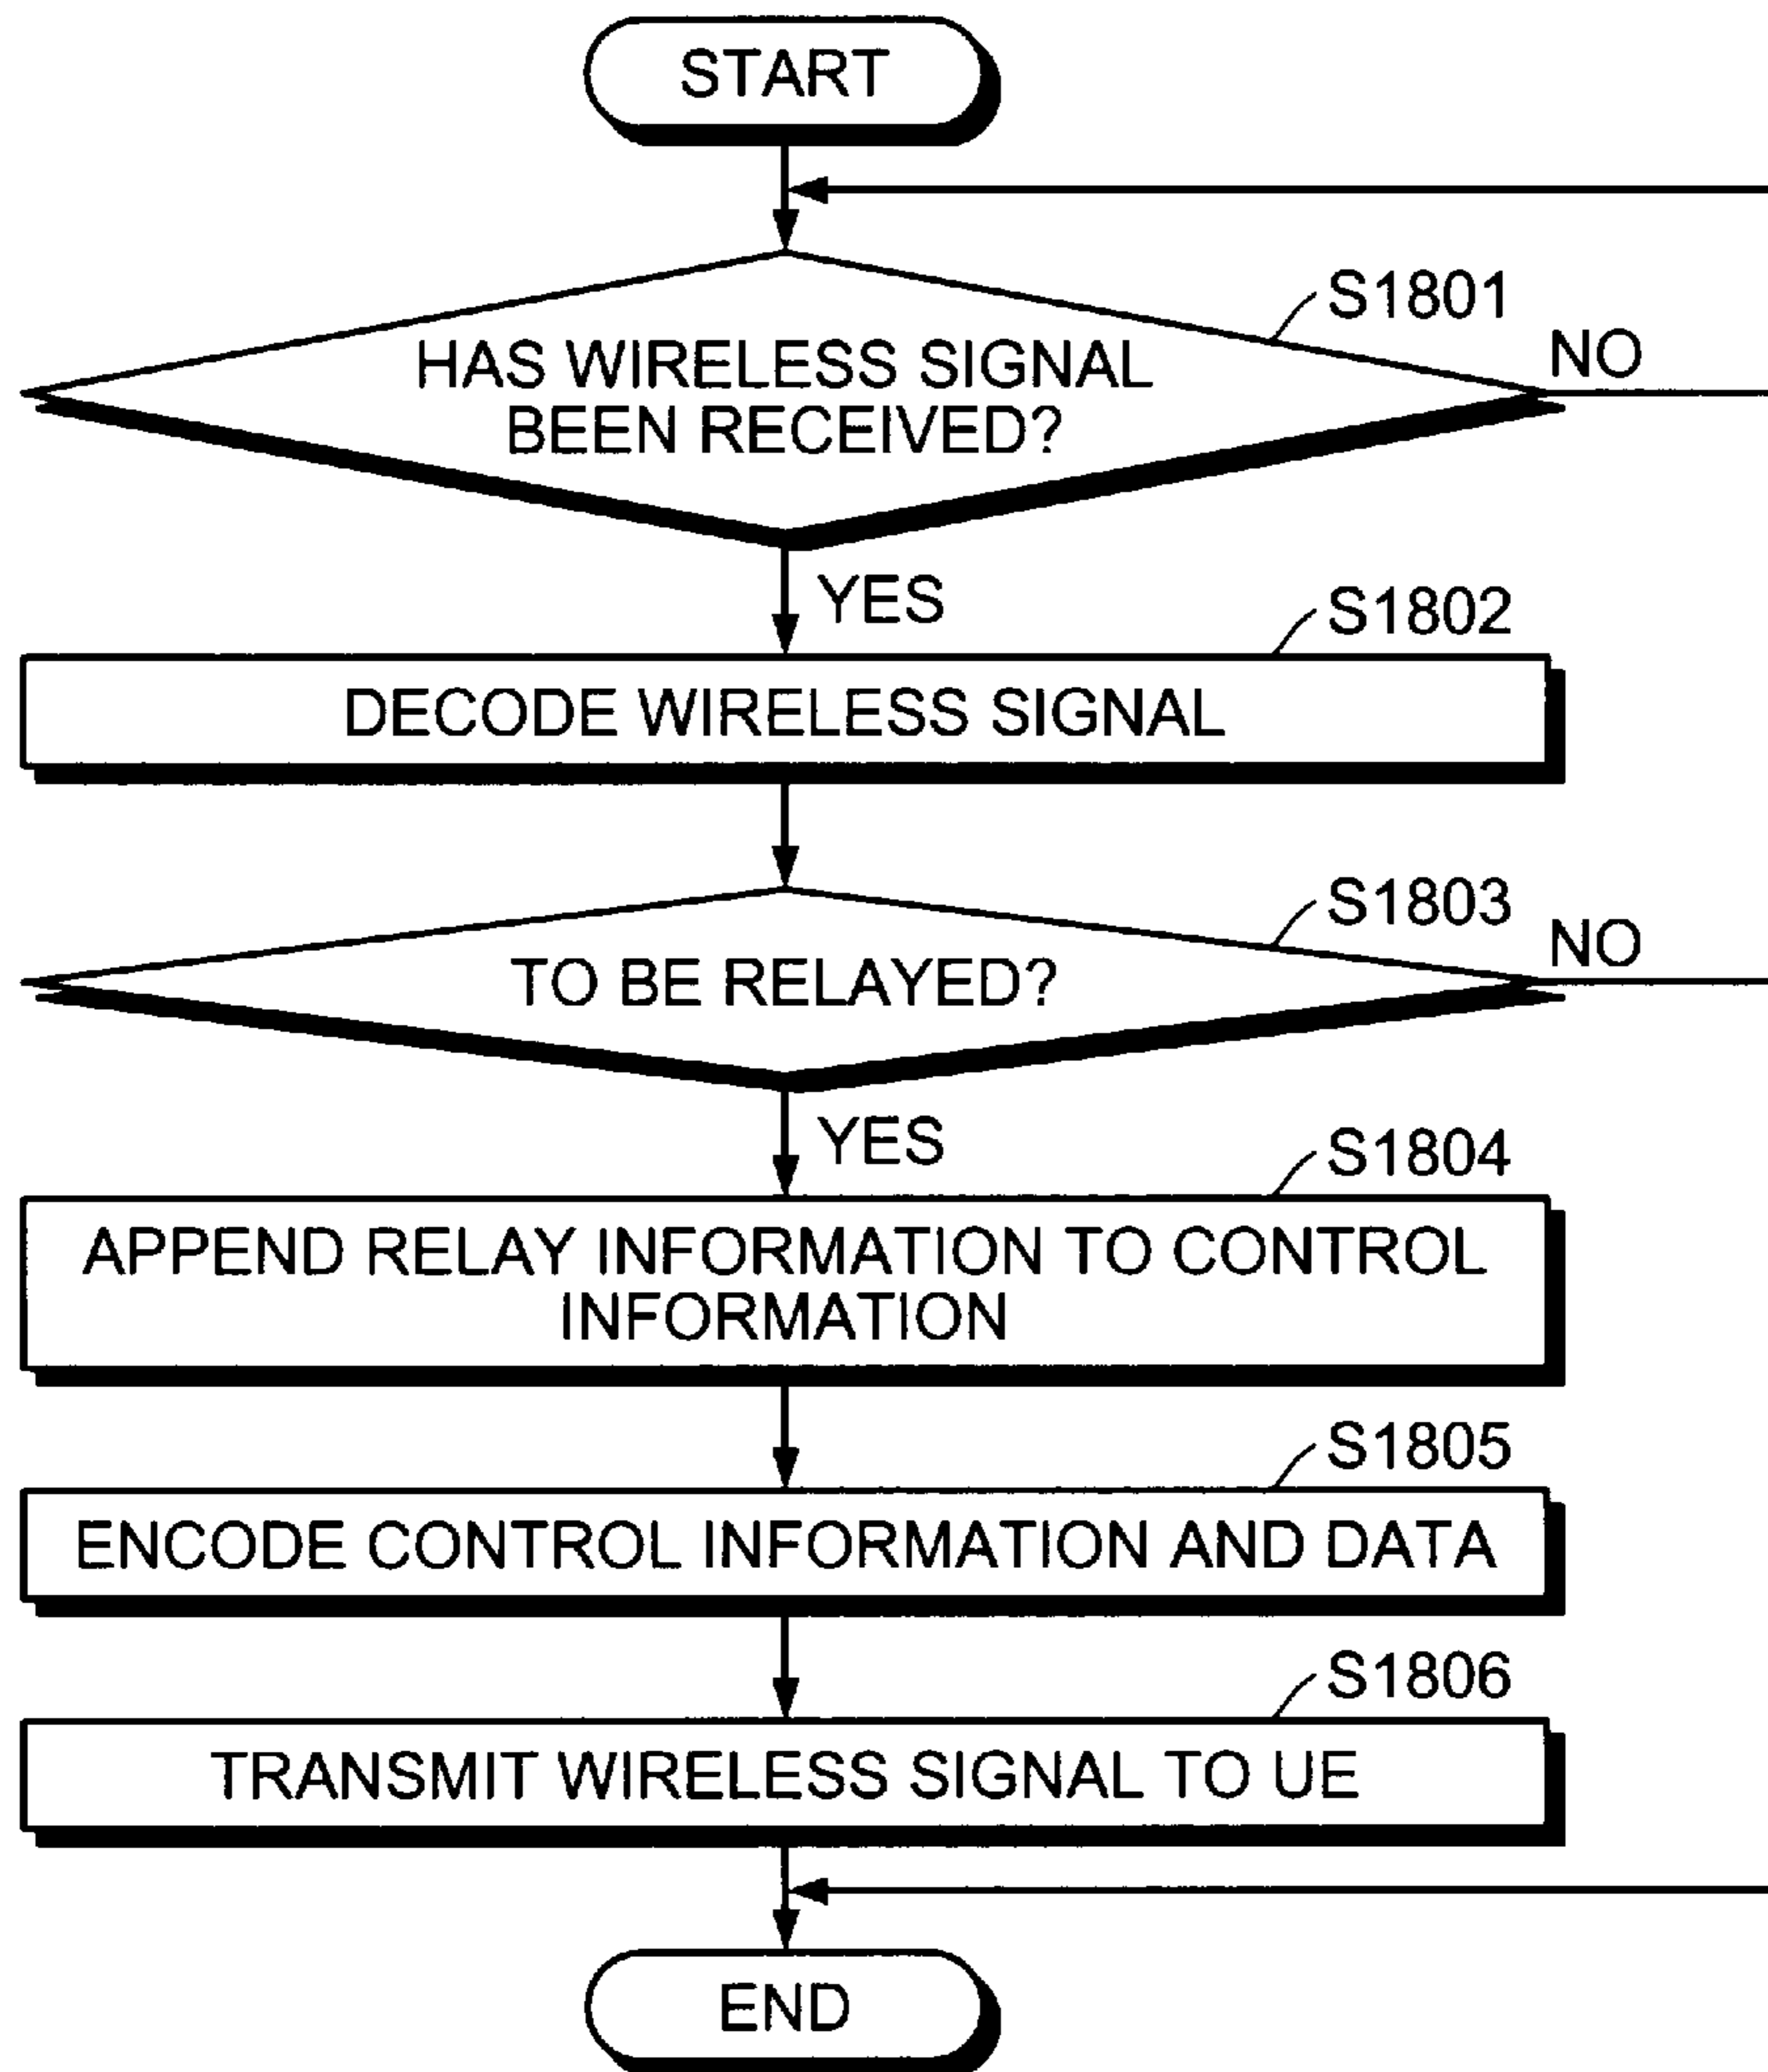 START
S1801
HAS WIRELESS SIGNAL
BEEN RECEIVED?
NO
YES
S1802
DECODE WIRELESS SIGNAL
S1803
TO BE RELAYED?
NO
YES
S1804
APPEND RELAY INFORMATION TO CONTROL
INFORMATION
S1805
ENCODE CONTROL INFORMATION AND DATA
S1806
TRANSMIT WIRELESS SIGNAL TO UE
END